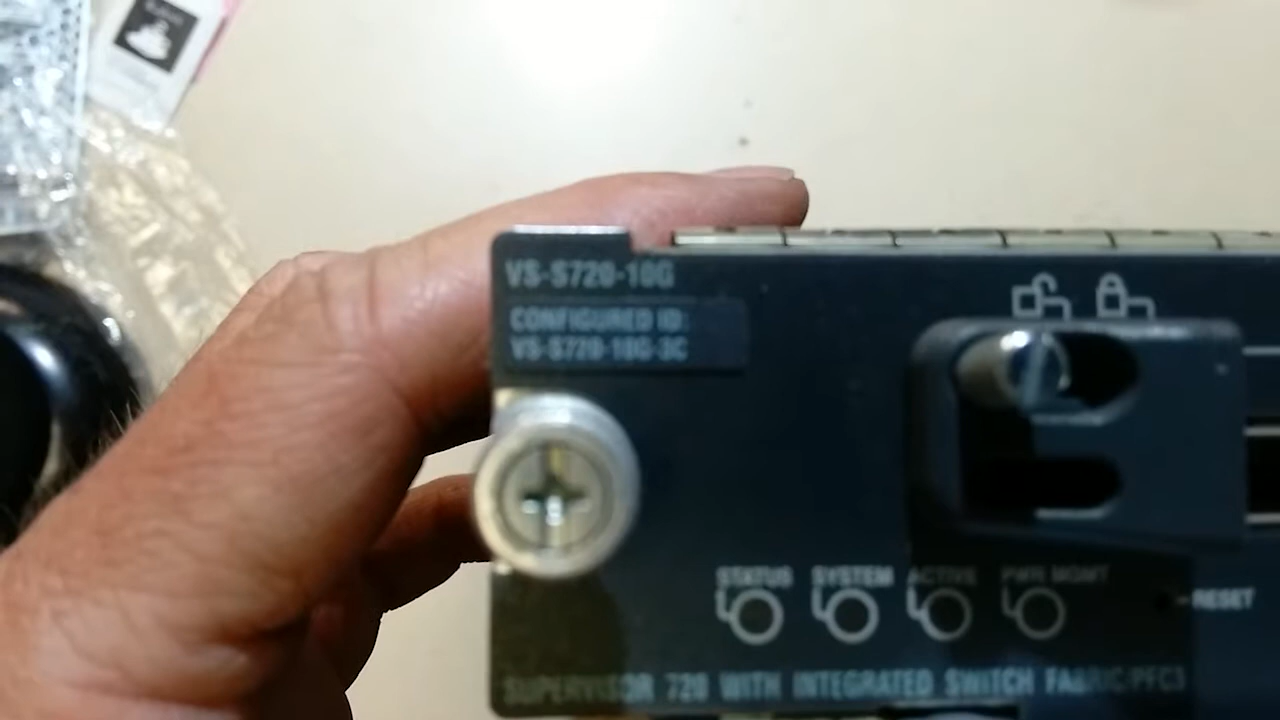 VS-S720-10G
CONFIGURED ID:
VS-S720-10G-3C
STATUS SYSTEM ACTIVE PWR MGMT
RESET
SUPERVISOR 720 WITH INTEGRATED SWITCH FABRIC/PFC3